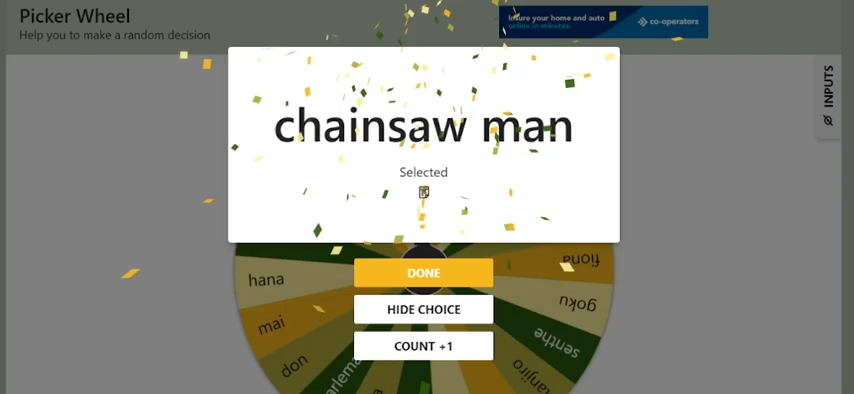 Picker Wheel
Help you to make a random decision
Insure your home and auto
online in minutes.
co-operators
INPUTS
chainsaw man
Selected
DONE
HIDE CHOICE
COUNT +1
hana
mai
don
fiona
goku
senthe